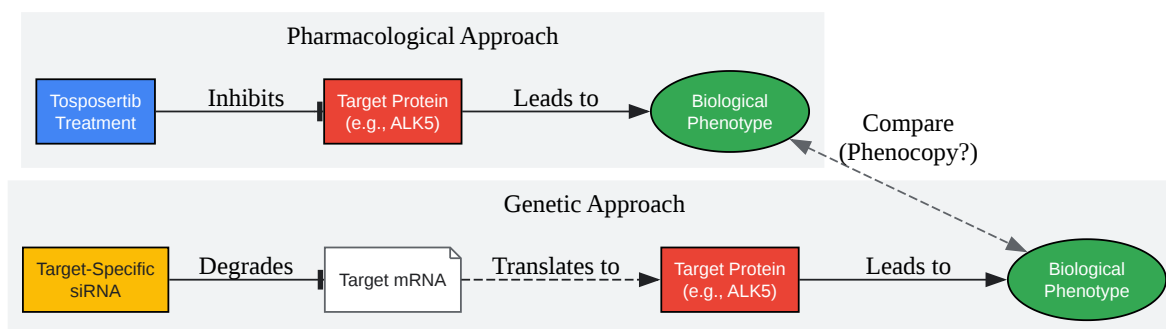 Pharmacological Approach
Tosposertib
Treatment
Inhibits
Target Protein
(e.g., ALK5)
Leads to
Biological
Phenotype
Compare
(Phenocopy?)
Genetic Approach
Target-Specific
siRNA
Degrades
Target mRNA
Translates to
Target Protein
(e.g., ALK5)
Leads to
Biological
Phenotype